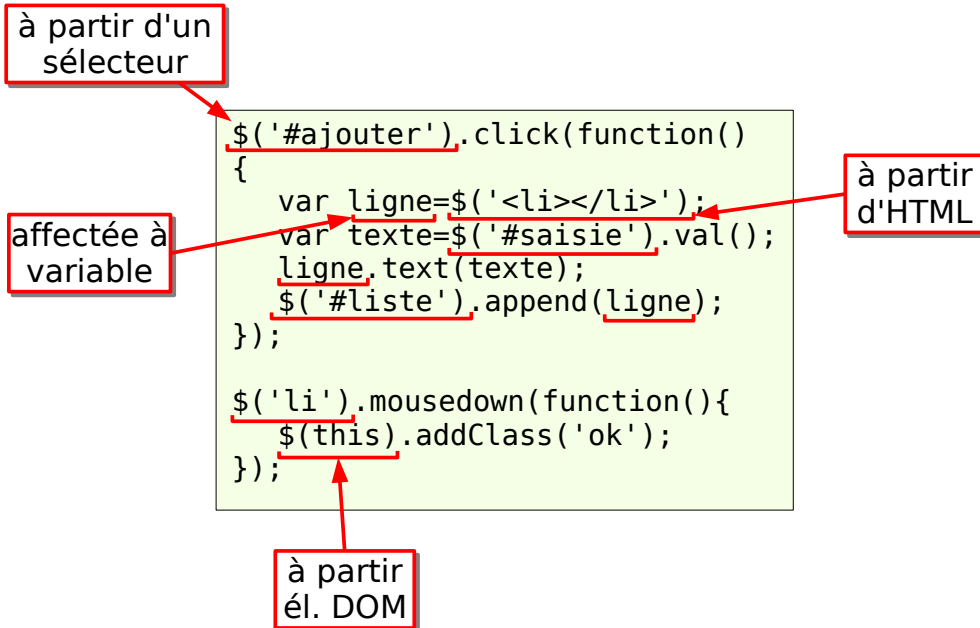 à partir d'un
sélecteur
$('#ajouter').click(function()
{
var ligne=$('<li></li>');
var texte=$('#saisie').val();
ligne.text(texte);
$('#liste').append(ligne);
});
$('li').mousedown(function(){
$(this).addClass('ok');
});
à partir
d'HTML
affectée à
variable
à partir
él. DOM